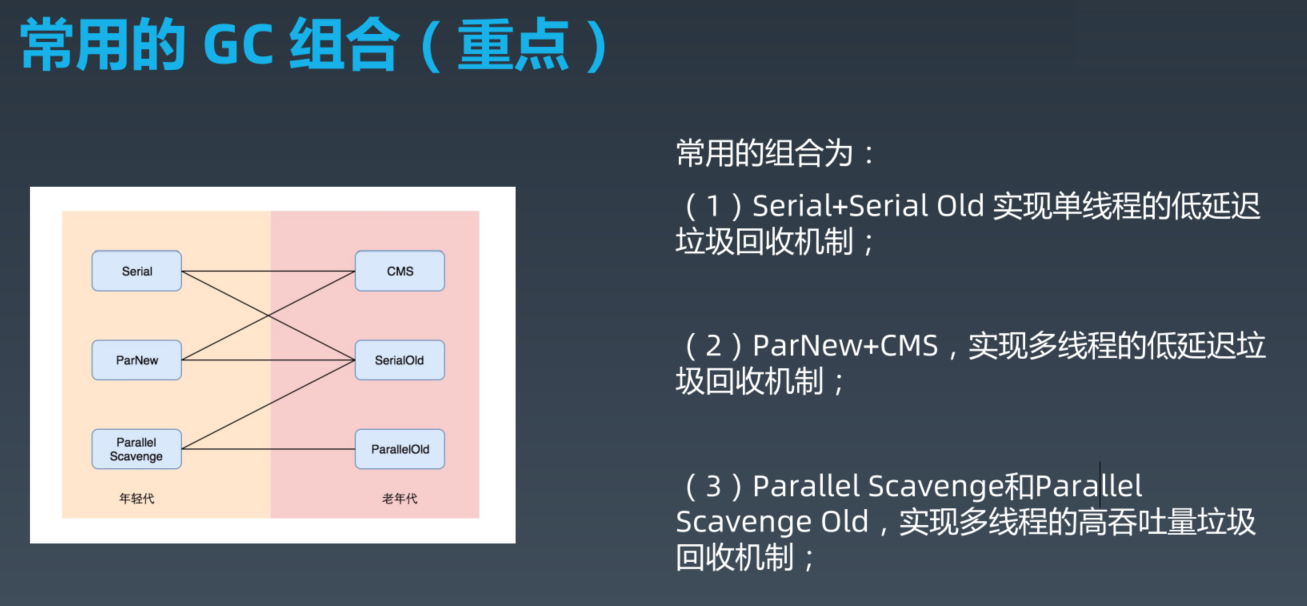 常用的 GC 组合（重点）
Serial
CMS
ParNew
SerialOld
Parallel
Scavenge
ParallelOld
年轻代
老年代
常用的组合为：
（1）Serial+Serial Old 实现单线程的低延迟
垃圾回收机制；
（2）ParNew+CMS，实现多线程的低延迟垃
圾回收机制；
（3）Parallel Scavenge和Parallel
Scavenge Old，实现多线程的高吞吐量垃圾
回收机制；